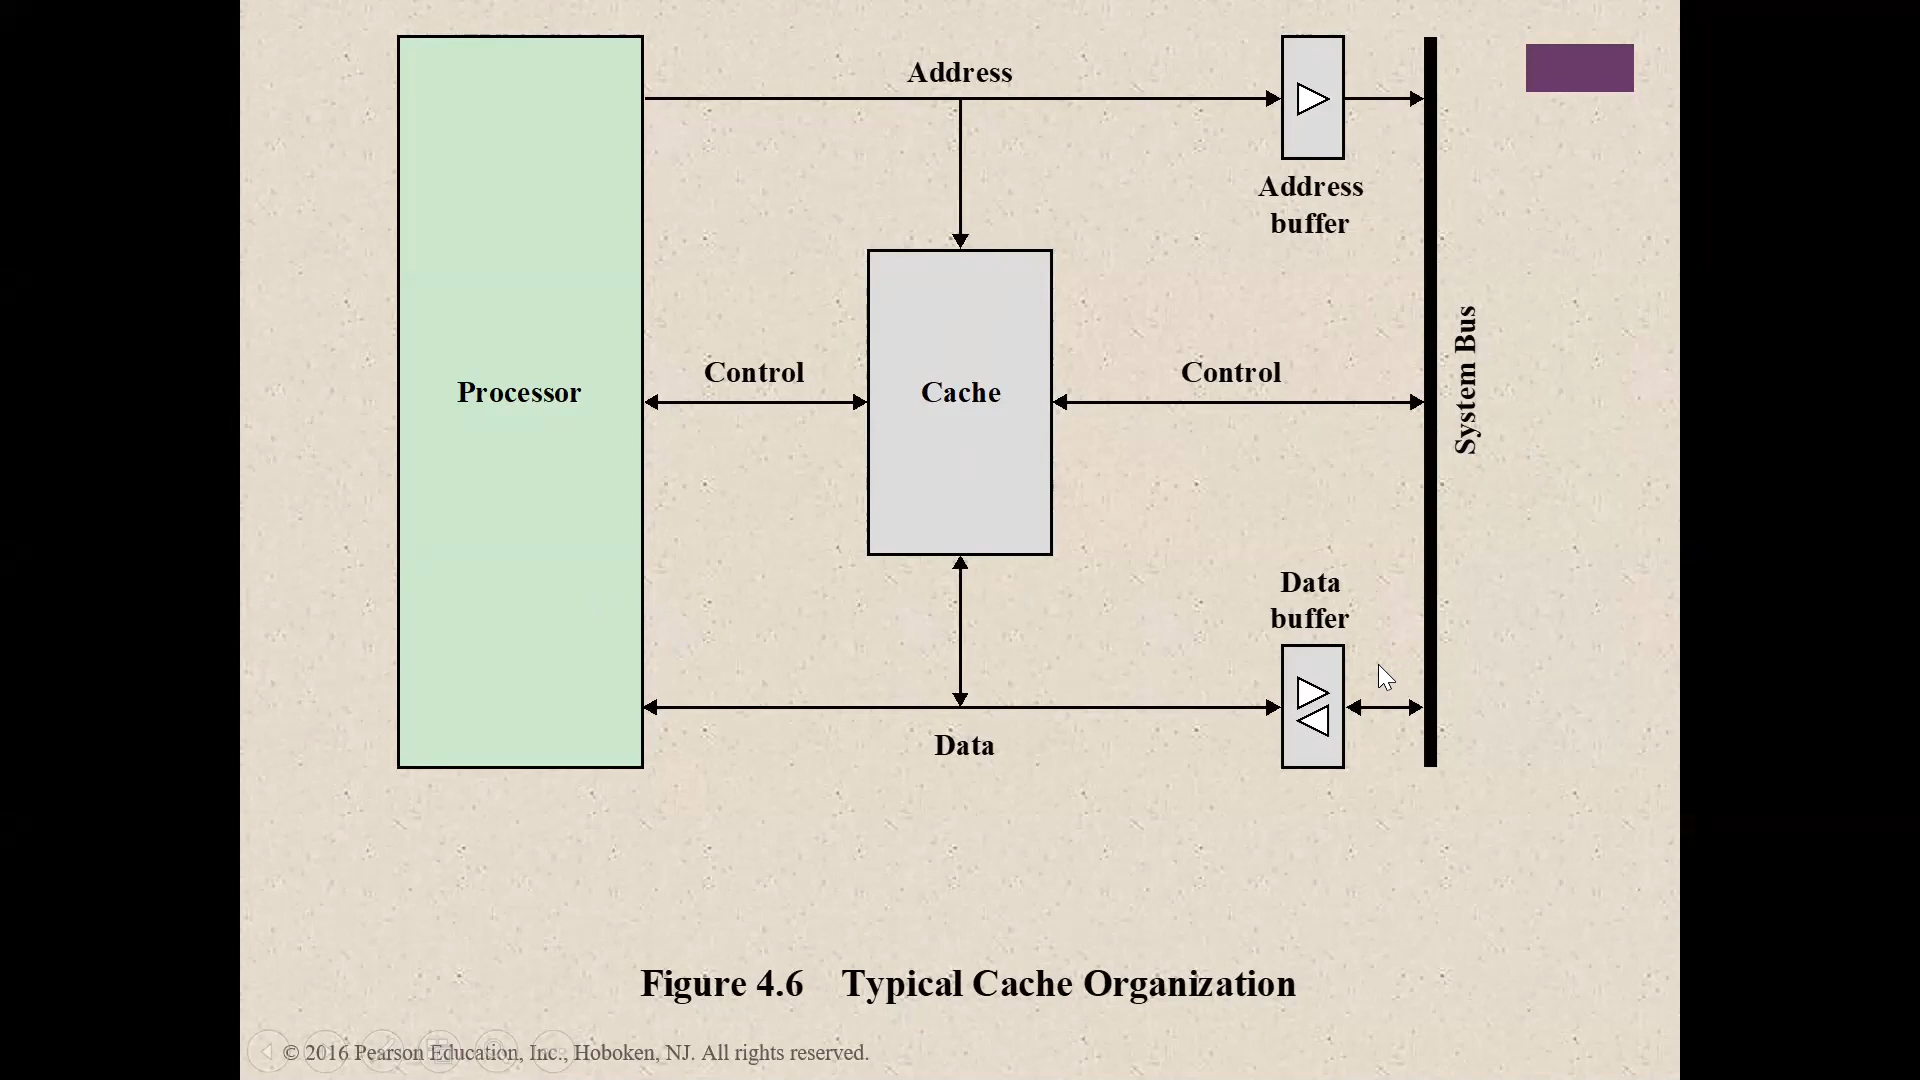 Address
Address
buffer
Processor
Control
Cache
Control
System Bus
Data
buffer
Data
Figure 4.6 Typical Cache Organization
© 2016 Pearson Education, Inc., Hoboken, NJ. All rights reserved.